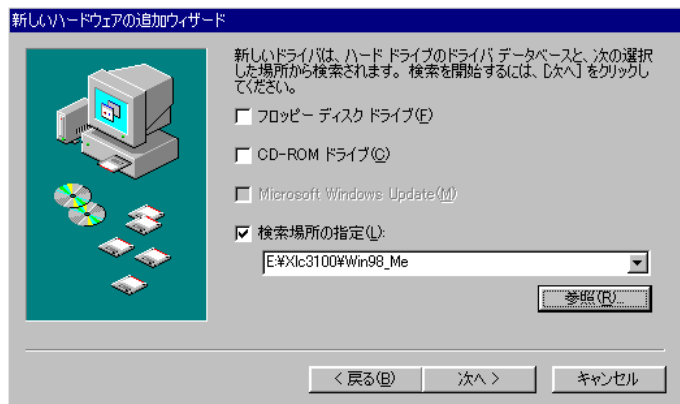 新しいハードウェアの追加ウィザード
新しいドライバは、ハード ドライブのドライバ データベースと、次の選択
した場所から検索されます。検索を開始するには、[次へ] をクリックし
てください。
フロッピー ディスク ドライブ(F)
CD-ROM ドライブ(C)
Microsoft Windows Update(M)
検索場所の指定(L):
E:¥Xlc3100¥Win98_Me
参照(R)...
< 戻る(B)
次へ >
キャンセル